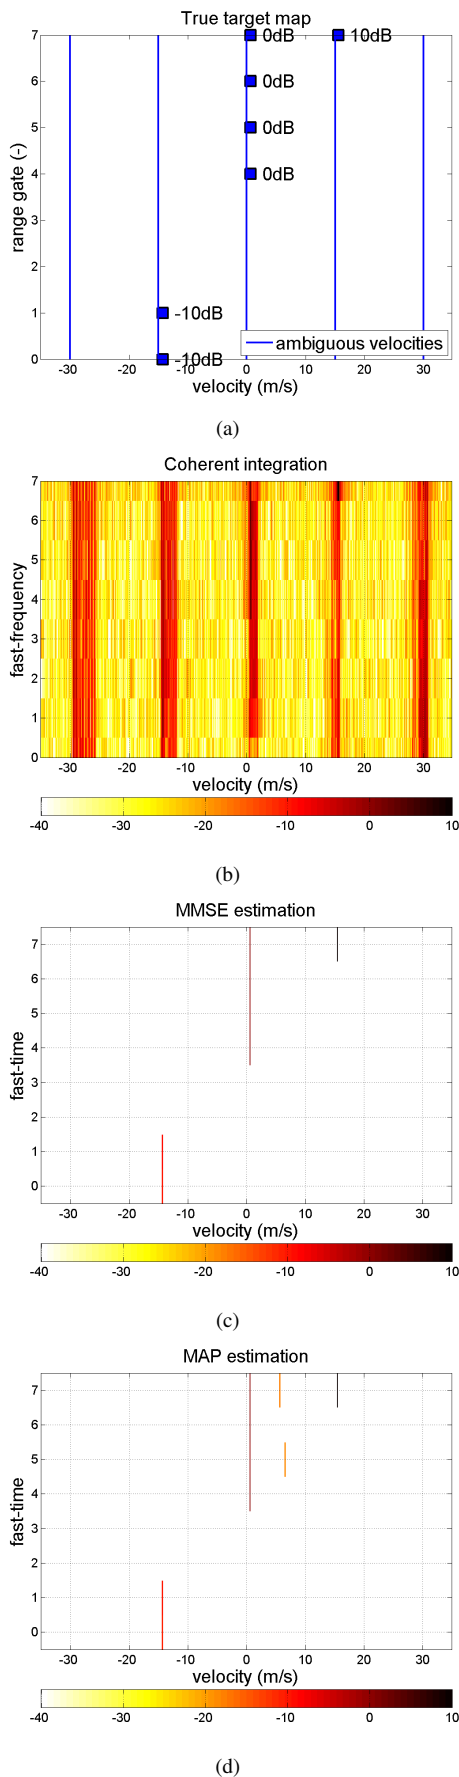 True target map
7
0dB
10dB
6
0dB
5
0dB
4
0dB
3
2
1
-10dB
0
-10dB
range gate (-)
ambiguous velocities
-30 -20 -10 0 10 20 30
velocity (m/s)
(a)
Coherent integration
7
6
5
4
3
2
1
0
fast-frequency
-30 -20 -10 0 10 20 30
velocity (m/s)
-40 -30 -20 -10 0 10
(b)
MMSE estimation
7
6
5
4
3
2
1
0
fast-time
-30 -20 -10 0 10 20 30
velocity (m/s)
-40 -30 -20 -10 0 10
(c)
MAP estimation
7
6
5
4
3
2
1
0
fast-time
-30 -20 -10 0 10 20 30
velocity (m/s)
-40 -30 -20 -10 0 10
(d)